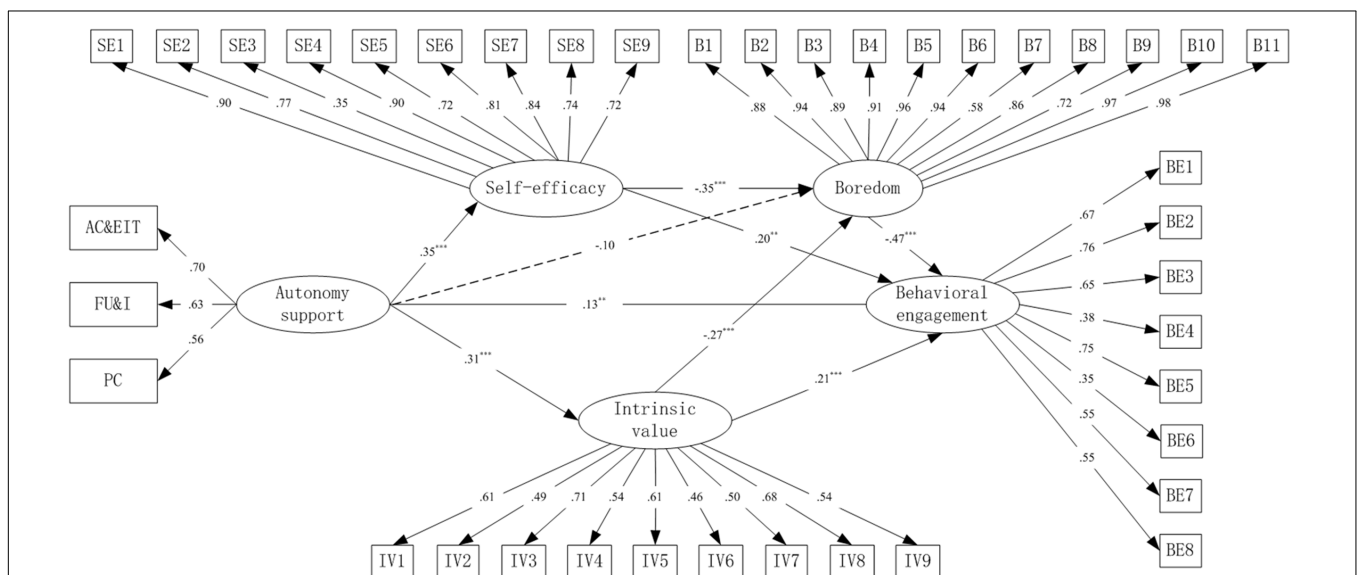 SE1 SE2 SE3 SE4 SE5 SE6 SE7 SE8 SE9 B1 B2 B3 B4 B5 B6 B7 B8 B9 B10 B11
.90 .77 .35 .90 .72 .81 .84 .74 .72 .88 .94 .89 .91 .96 .94 .58 .86 .72 .97 .98
BE1
Self-efficacy -.35*** Boredom
.67
BE2
AC&EIT
.35*** -.10 .20** -.47***
.76
.70
BE3
.65
FU&I .63
Autonomy
support
.13**
Behavioral
engagement
.38
BE4
.56
.75
PC
.31*** -.27*** .21***
.35
BE5
Intrinsic
value
.55
BE6
.55
BE7
.61 .49 .71 .54 .61 .46 .50 .68 .54
BE8
IV1 IV2 IV3 IV4 IV5 IV6 IV7 IV8 IV9